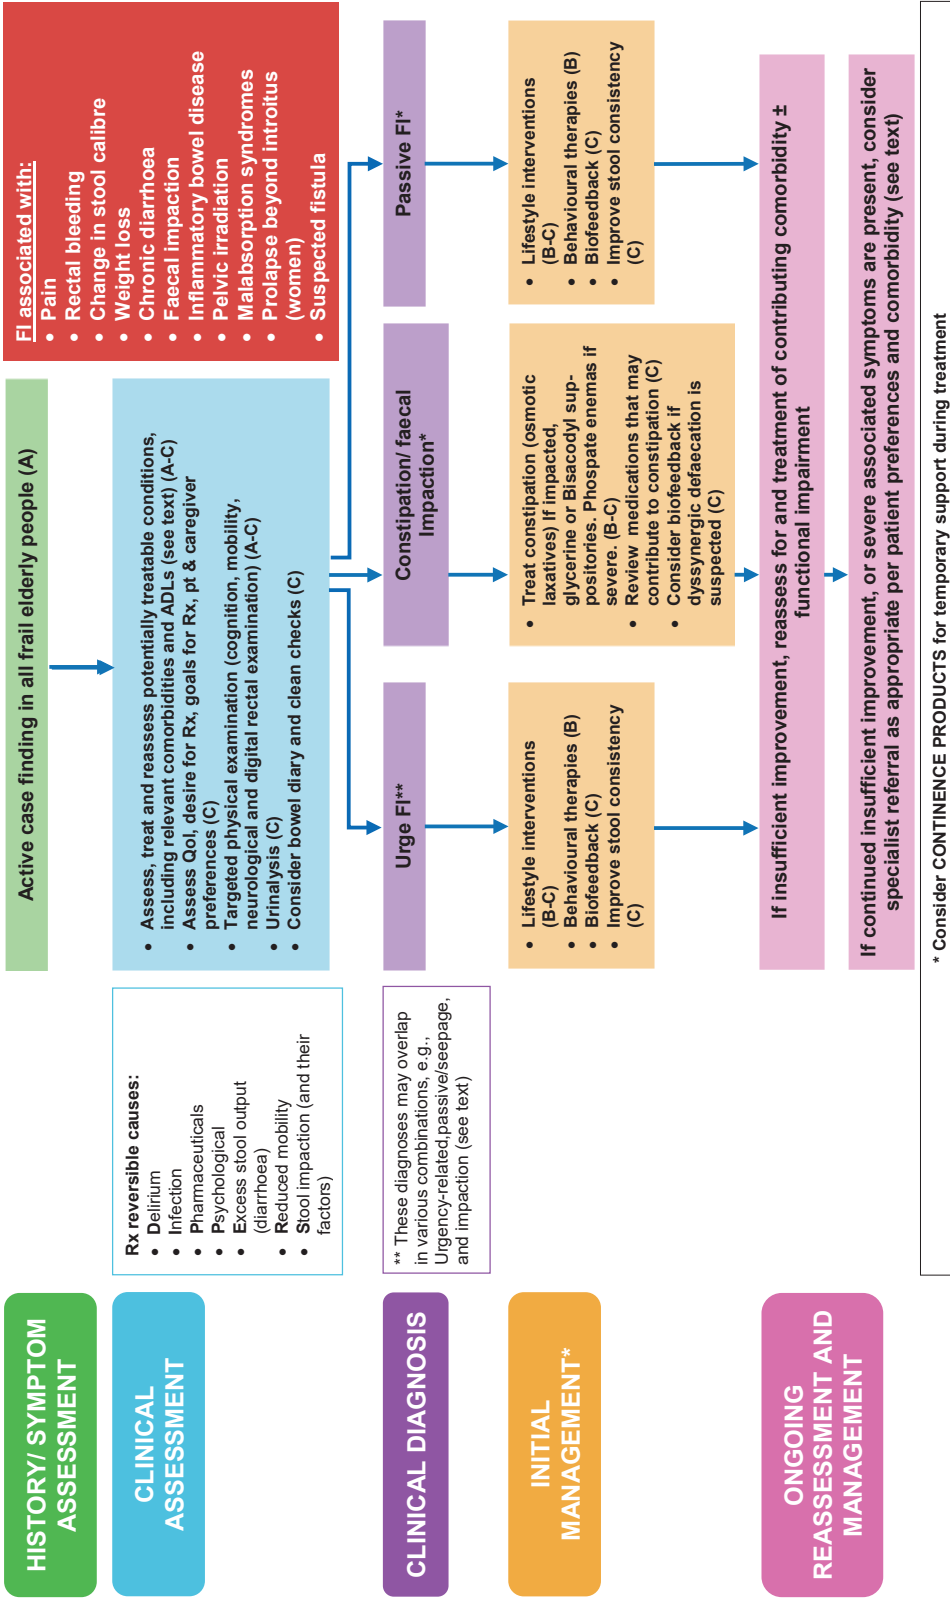 HISTORY/ SYMPTOM
ASSESSMENT
Active case finding in all frail elderly people (A)
FI associated with:
• Pain
• Rectal bleeding
• Change in stool calibre
• Weight loss
• Chronic diarrhoea
• Faecal impaction
• Inflammatory bowel disease
• Pelvic irradiation
• Malabsorption syndromes
• Prolapse beyond introitus
(women)
• Suspected fistula
CLINICAL
ASSESSMENT
Rx reversible causes:
• Delirium
• Infection
• Pharmaceuticals
• Psychological
• Excess stool output
(diarrhoea)
• Reduced mobility
• Stool impaction (and their
factors)
• Assess, treat and reassess potentially treatable conditions,
including relevant comorbidities and ADLs (see text) (A-C)
• Assess Qol, desire for Rx, goals for Rx, pt & caregiver
preferences (C)
• Targeted physical examination (cognition, mobility,
neurological and digital rectal examination) (A-C)
• Urinalysis (C)
• Consider bowel diary and clean checks (C)
CLINICAL DIAGNOSIS
** These diagnoses may overlap
in various combinations, e.g.,
Urgency-related,passive/seepage,
and impaction (see text)
Urge FI**
Constipation/ faecal
Impaction*
Passive FI*
INITIAL
MANAGEMENT*
• Lifestyle interventions
(B-C)
• Behavioural therapies (B)
• Biofeedback (C)
• Improve stool consistency
(C)
• Treat constipation (osmotic
laxatives) If impacted,
glycerine or Bisacodyl sup-
positories. Phospate enemas if
severe. (B-C)
• Review medications that may
contribute to constipation (C)
• Consider biofeedback if
dyssynergic defaecation is
suspected (C)
• Lifestyle interventions
(B-C)
• Behavioural therapies (B)
• Biofeedback (C)
• Improve stool consistency
(C)
ONGOING
REASSESSMENT AND
MANAGEMENT
If insufficient improvement, reassess for and treatment of contributing comorbidity ±
functional impairment
If continued insufficient improvement, or severe associated symptoms are present, consider
specialist referral as appropriate per patient preferences and comorbidity (see text)
* Consider CONTINENCE PRODUCTS for temporary support during treatment